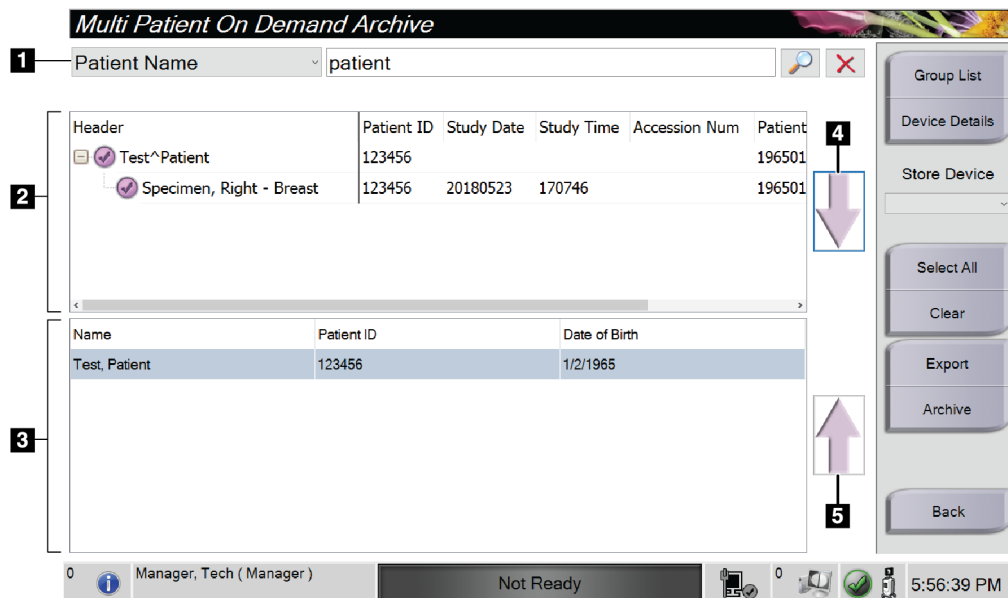 Multi Patient On Demand Archive
1
Patient Name
patient
Header
Patient ID
Study Date
Study Time
Accession Num
Patient
Test^Patient
123456
196501
Specimen, Right - Breast
123456
20180523
170746
196501
2
4
Name
Patient ID
Date of Birth
Test, Patient
123456
1/2/1965
3
5
Group List
Device Details
Store Device
Select All
Clear
Export
Archive
Back
0
Manager, Tech ( Manager )
Not Ready
0
5:56:39 PM